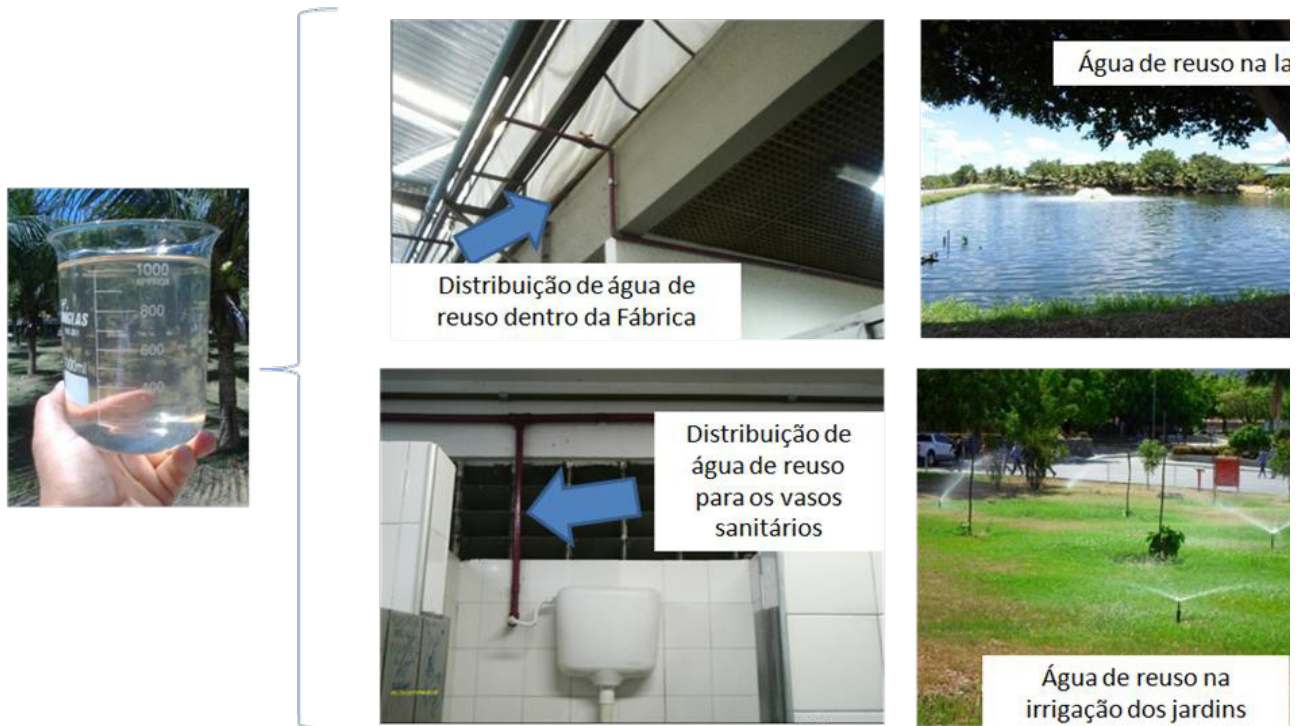 Distribuição de água de
reuso dentro da Fábrica
Água de reuso na la
1000
800
600
400
Distribuição de
água de reuso
para os vasos
sanitários
Água de reuso na
irrigação dos jardins